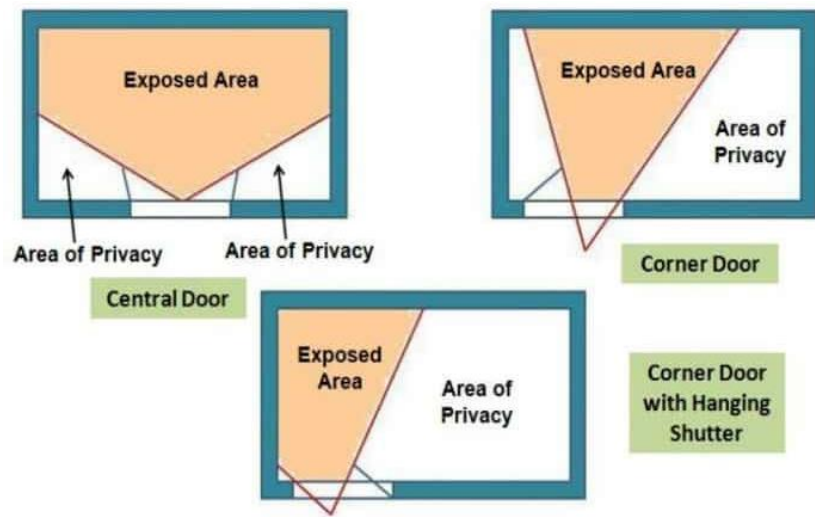 Exposed Area
Area of Privacy
Area of Privacy
Central Door
Exposed Area
Area of
Privacy
Corner Door
Exposed
Area
Area of
Privacy
Corner Door
with Hanging
Shutter